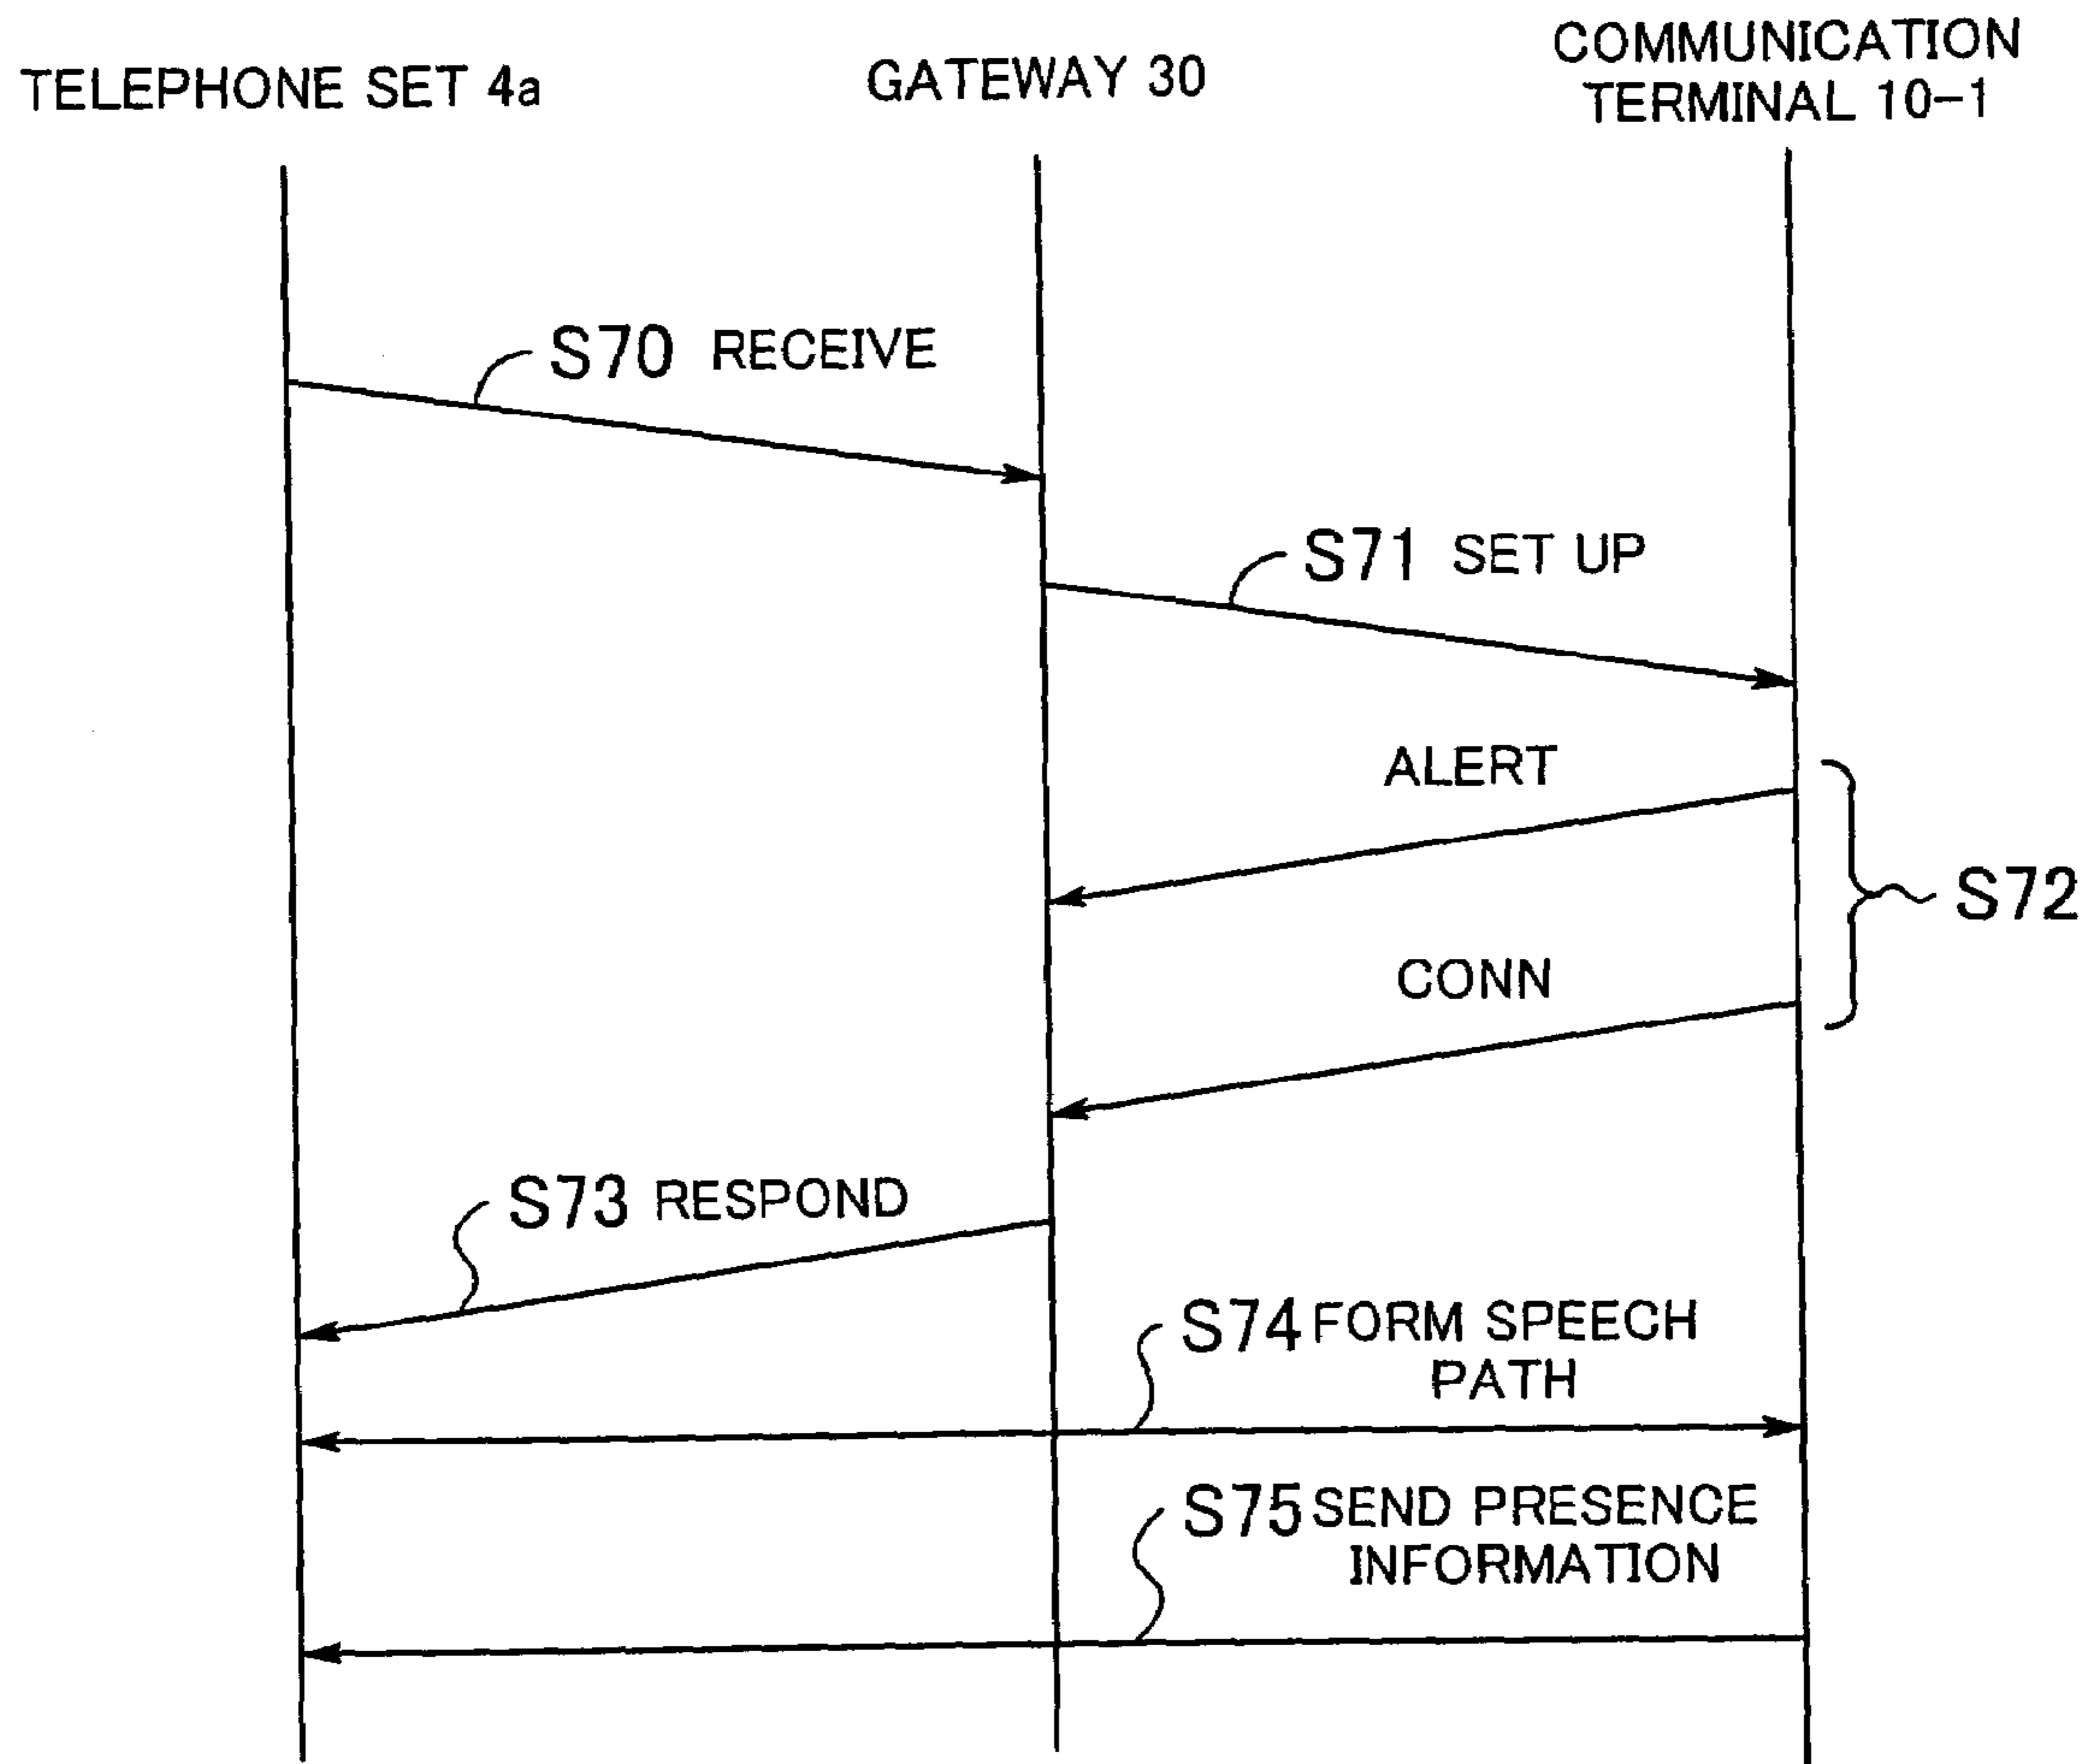 TELEPHONE SET 4a
GATEWAY 30
COMMUNICATION
TERMINAL 10-1
S70 RECEIVE
S71 SET UP
ALERT
S72
CONN
S73 RESPOND
S74 FORM SPEECH
PATH
S75 SEND PRESENCE
INFORMATION